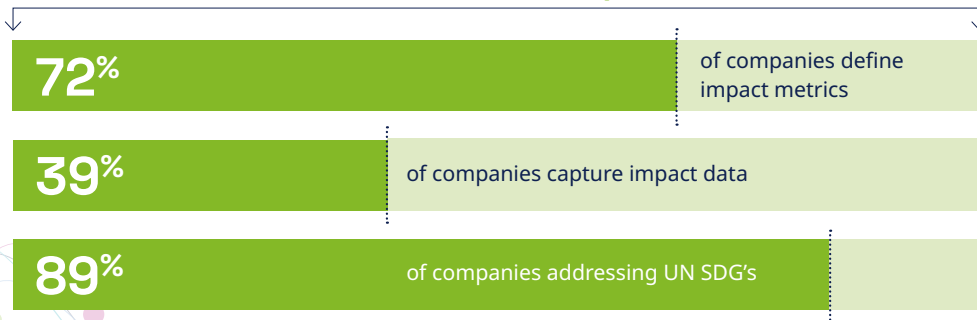 72%
of companies define
impact metrics
39%
of companies capture impact data
89%
of companies addressing UN SDG's